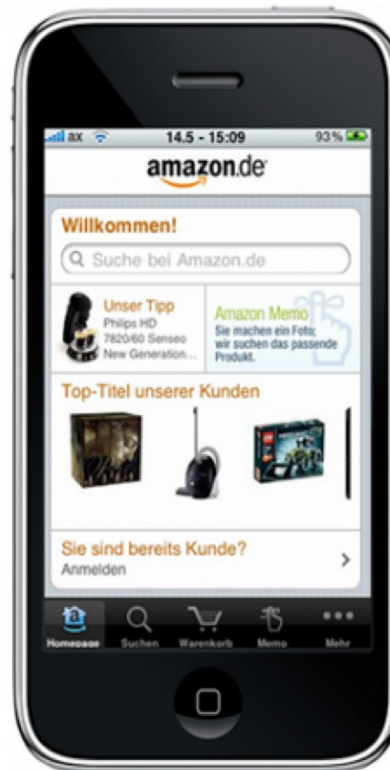 ax 14.5 - 15:09 93%
amazon.de
Willkommen!
Suche bei Amazon.de
Unser Tipp
Philips HD
7820/60 Senseo
New Generation...
Amazon Memo
Sie machen ein Foto;
wir suchen das passende
Produkt.
Top-Titel unserer Kunden
Sie sind bereits Kunde?
Anmelden
Homepage Suchen Warenkorb Memo Mehr